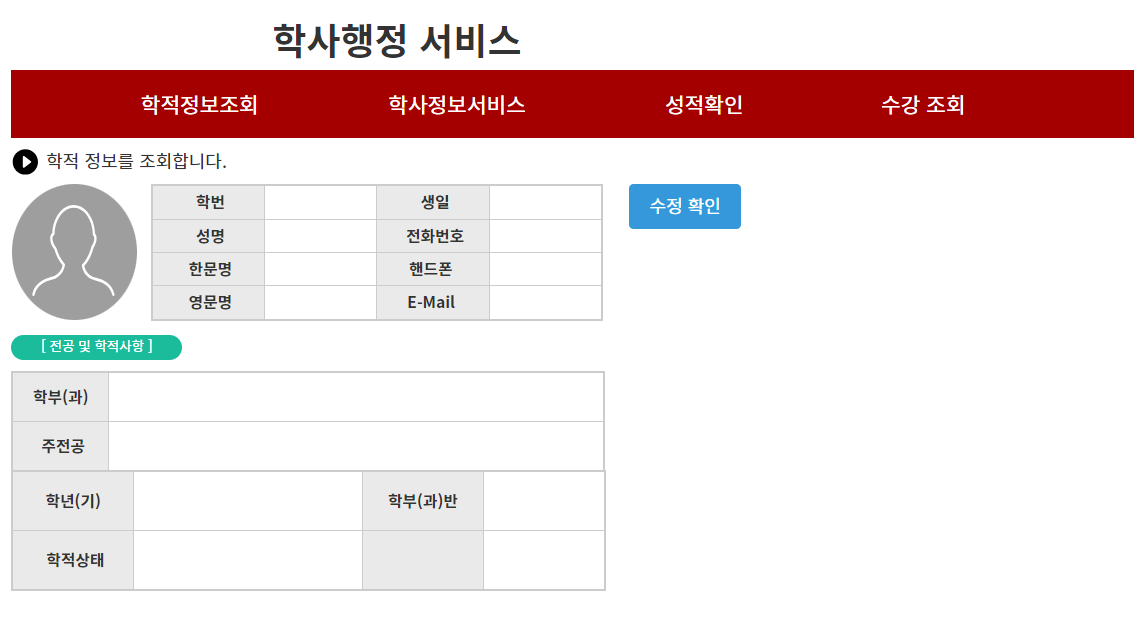 학사행정 서비스
학적정보조회 학사정보서비스 성적확인 수강 조회
학적 정보를 조회합니다.
학번 생일
수정 확인
성명 전화번호
한문명 핸드폰
영문명 E-Mail
[ 전공 및 학적사항 ]
학부(과)
주전공
학년(기) 학부(과)반
학적상태